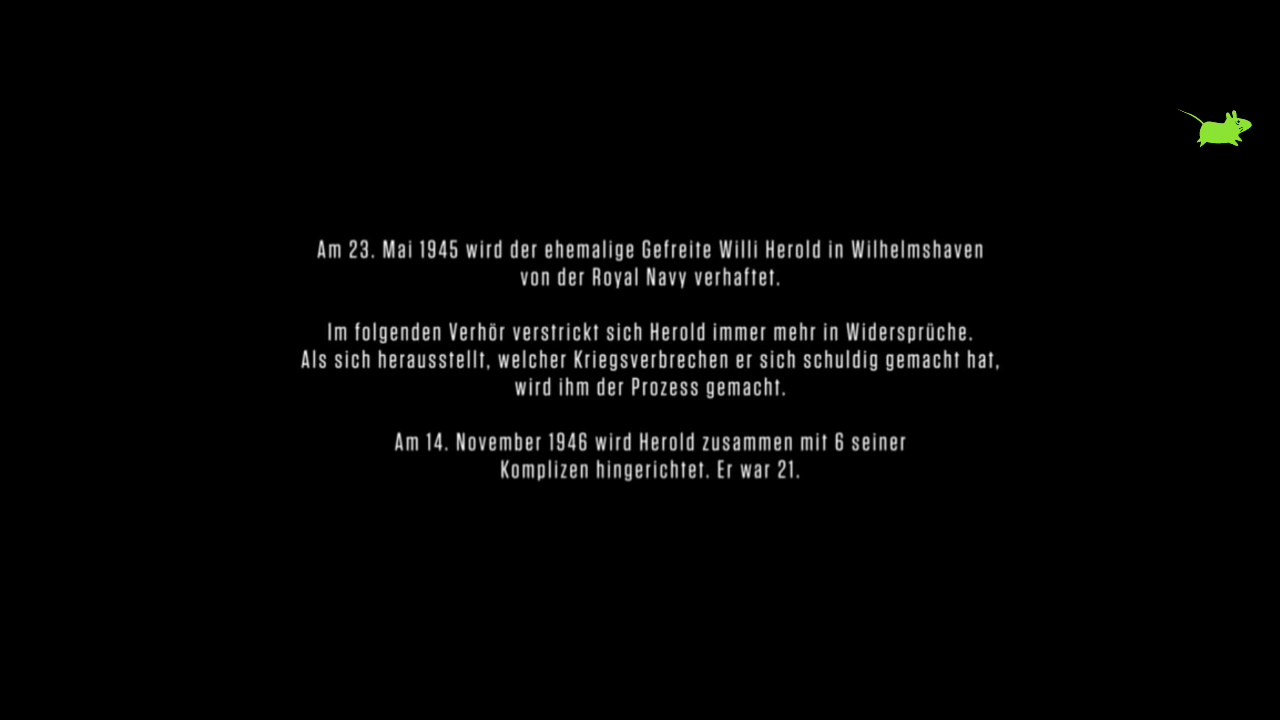 Am 23. Mai 1945 wird der ehemalige Gefreite Willi Herold in Wilhelmshaven
von der Royal Navy verhaftet.
Im folgenden Verhör verstrickt sich Herold immer mehr in Widersprüche.
Als sich herausstellt, welcher Kriegsverbrechen er sich schuldig gemacht hat,
wird ihm der Prozess gemacht.
Am 14. November 1946 wird Herold zusammen mit 6 seiner
Komplizen hingerichtet. Er war 21.